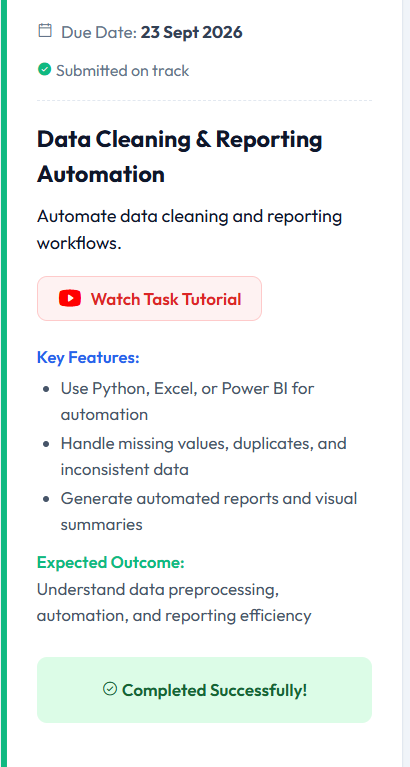 Due Date: 23 Sept 2026
Submitted on track
Data Cleaning & Reporting
Automation
Automate data cleaning and reporting
workflows.
Watch Task Tutorial
Key Features:
Use Python, Excel, or Power BI for
automation
Handle missing values, duplicates, and
inconsistent data
Generate automated reports and visual
summaries
Expected Outcome:
Understand data preprocessing,
automation, and reporting efficiency
Completed Successfully!